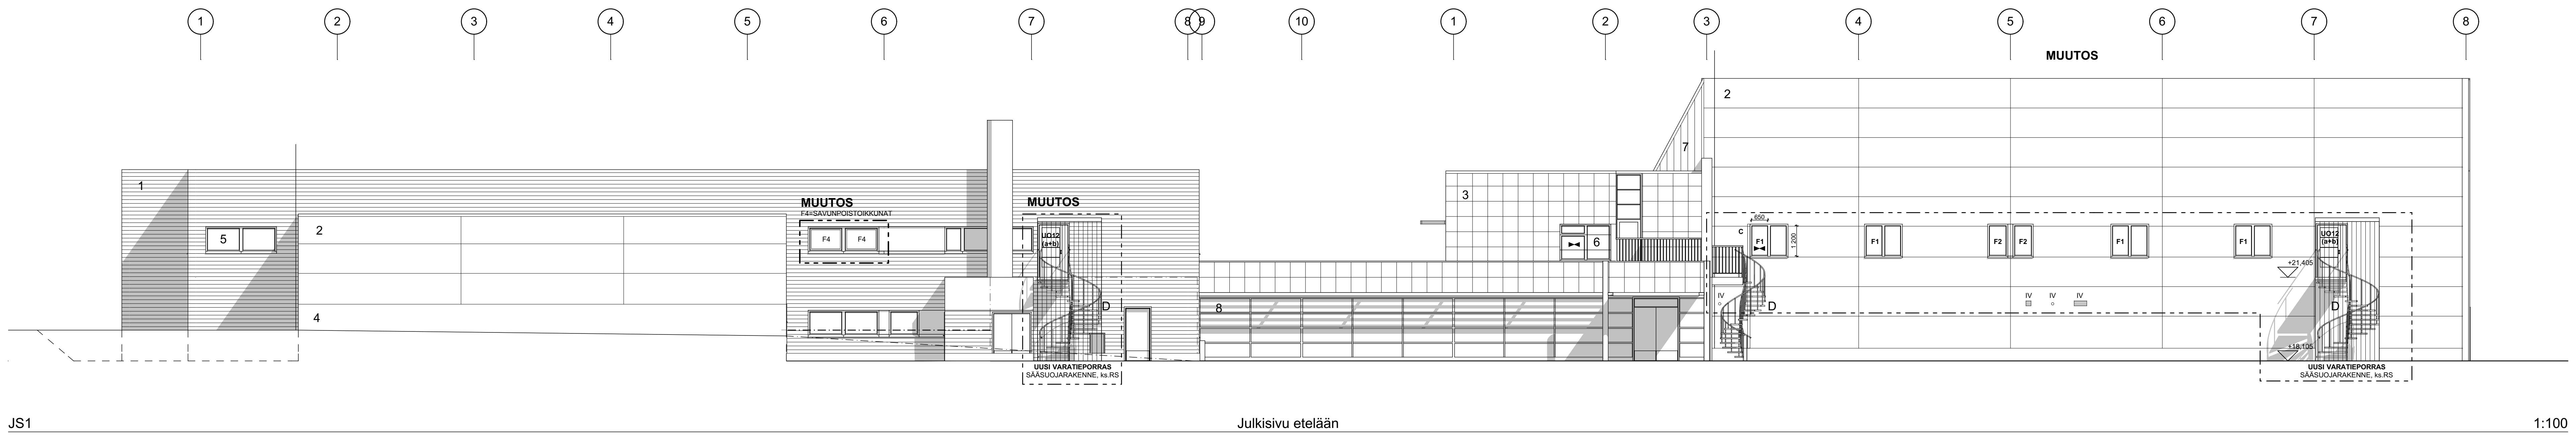 1 2 3 4 5 6 7 8 9 10 1 2 3 4 5 6 7 8
MUUTOS
2
7
1
3
MUUTOS
F4=SAVUNPOISTOIKKUNAT
MUUTOS
650
5
2
F4 F4
UO12
(a+b)
6
C
F1
1 200
F1
F2 F2
F1
F1
UO12
(a+b)
+21,405
IV
IV IV IV
4
D
8
D
D
+18,105
UUSI VARATIEPORRAS
SÄÄSUOJARAKENNE, ks.RS
UUSI VARATIEPORRAS
SÄÄSUOJARAKENNE, ks.RS
JS1 Julkisivu etelään 1:100